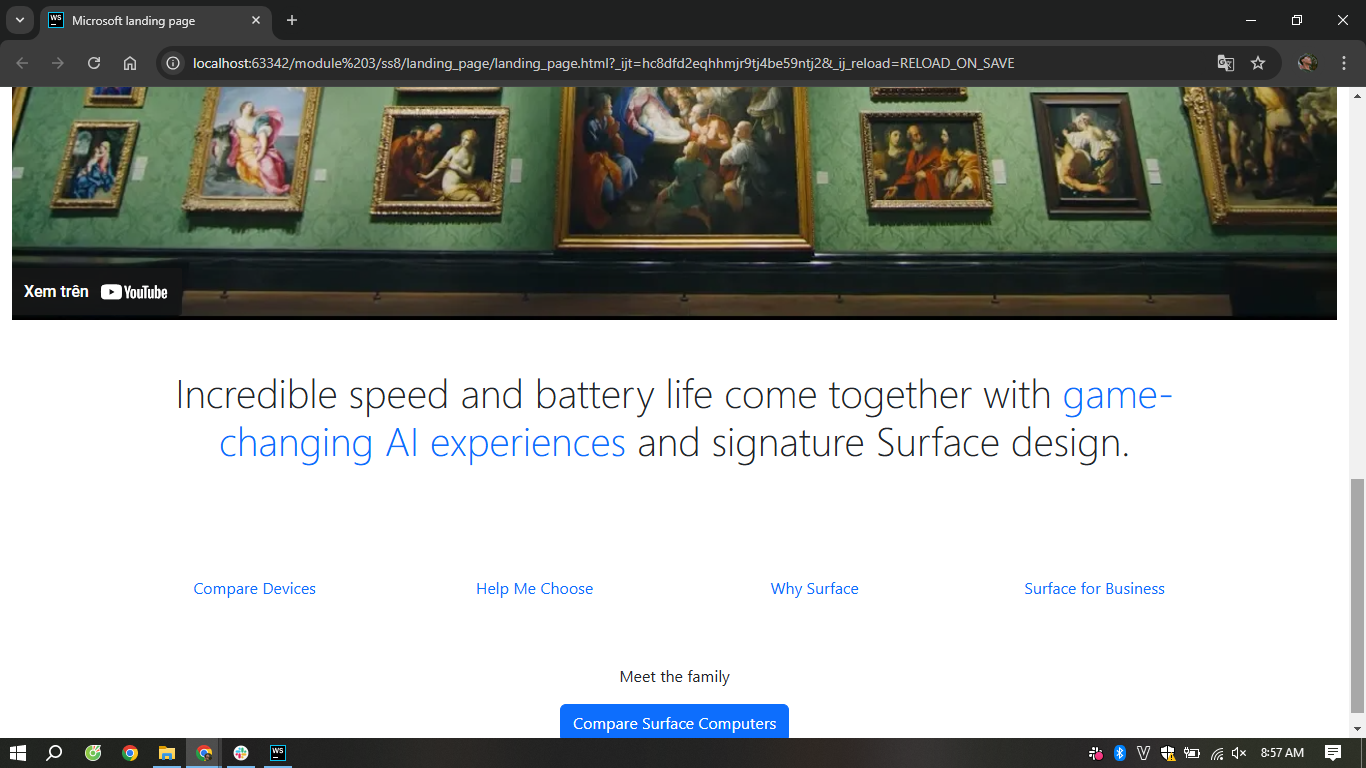 WS
Microsoft landing page
localhost:63342/module%203/ss8/landing_page/landing_page.html?_ijt=hc8dfd2eqhhmjr9tj4be59ntj2&_ij_reload=RELOAD_ON_SAVE
Xem trên YouTube
Incredible speed and battery life come together with game-
changing AI experiences and signature Surface design.
Compare Devices Help Me Choose Why Surface Surface for Business
Meet the family
Compare Surface Computers
WS
V
8:57 AM